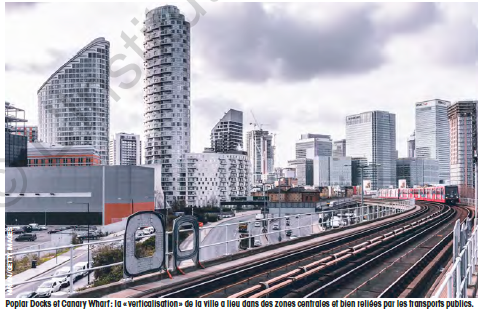 Poplar Docks et Canary Wharf : la « verticalisation » de la ville a lieu dans des zones centrales et bien reliées par les transports publics.